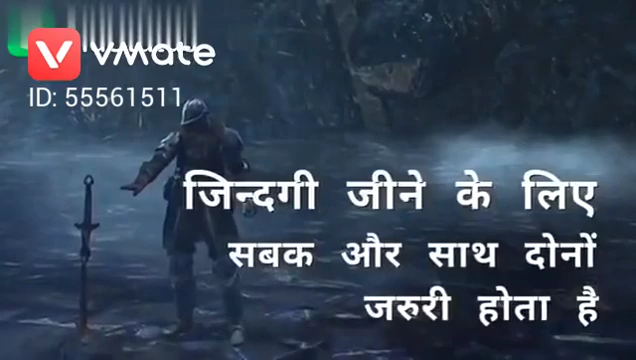 vmate
ID: 55561511
जिन्दगी जीने के लिए
सबक और साथ दोनों
जरुरी होता है